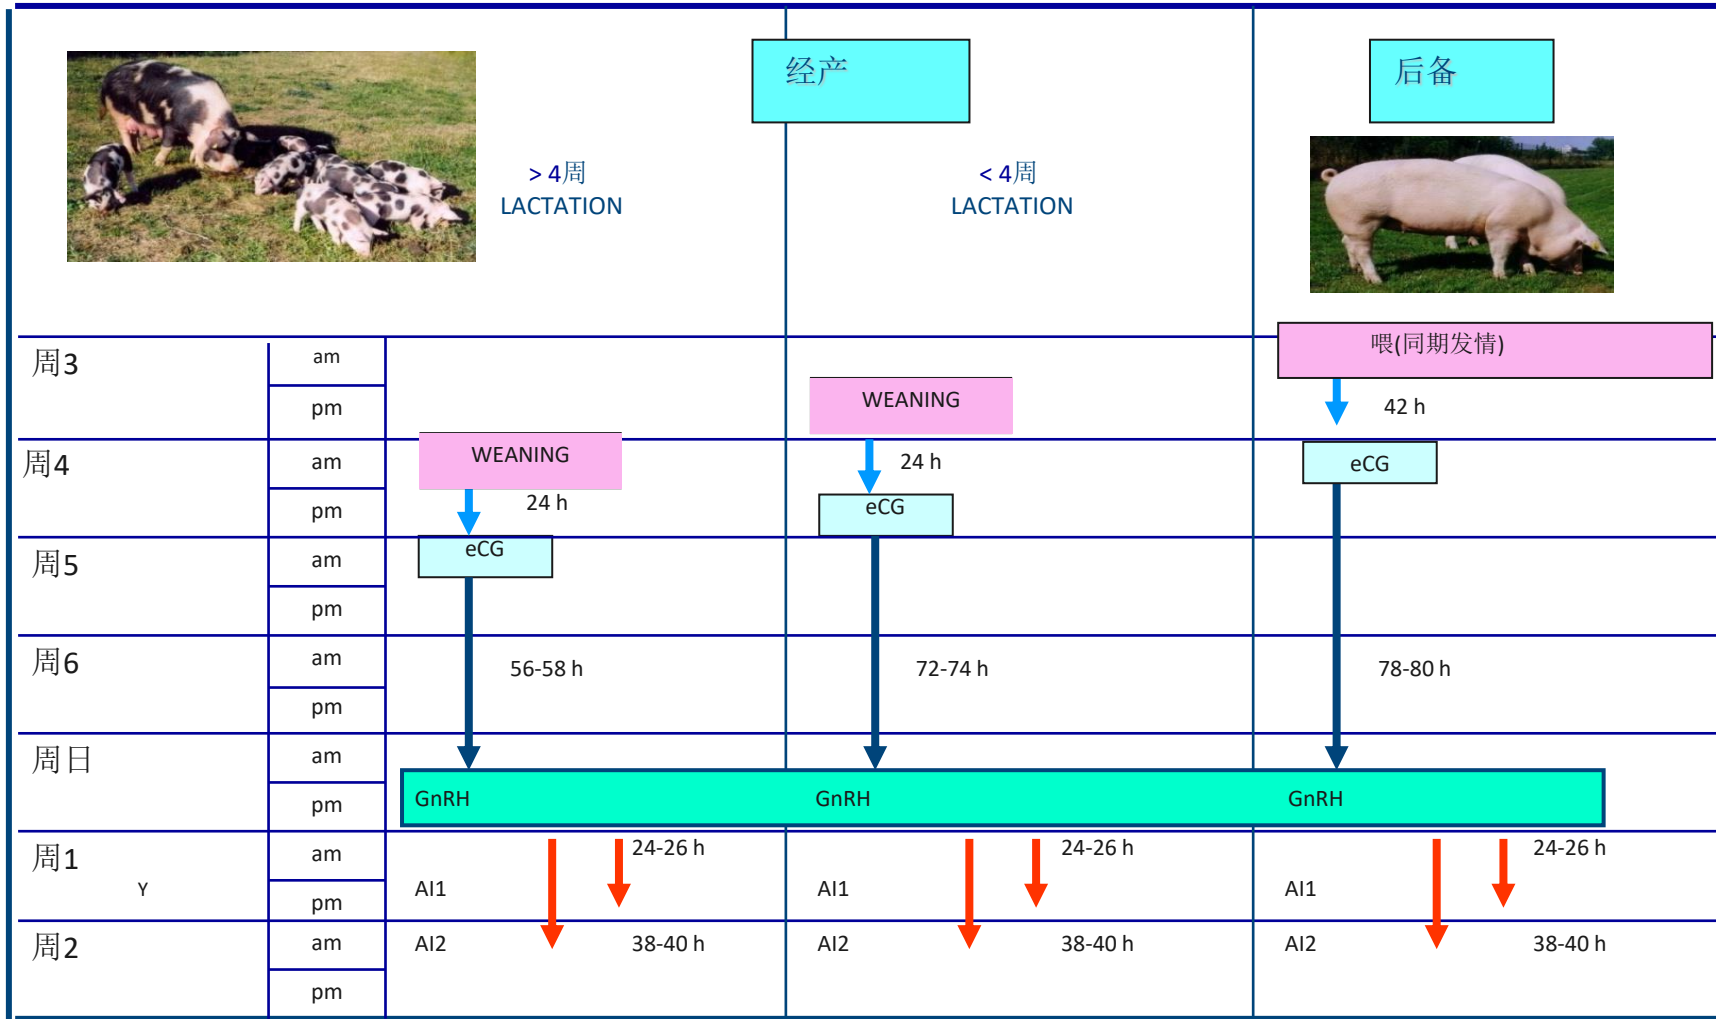 经产
后备
> 4周
LACTATION
< 4周
LACTATION
喂(同期发情)
周3
am
pm
WEANING
42 h
周4
am
WEANING
24 h
eCG
pm
24 h
eCG
周5
am
eCG
pm
周6
am
56-58 h
72-74 h
78-80 h
pm
周日
am
pm
GnRH
GnRH
GnRH
周1
am
24-26 h
24-26 h
24-26 h
Y
pm
AI1
AI1
AI1
周2
am
AI2
38-40 h
AI2
38-40 h
AI2
38-40 h
pm